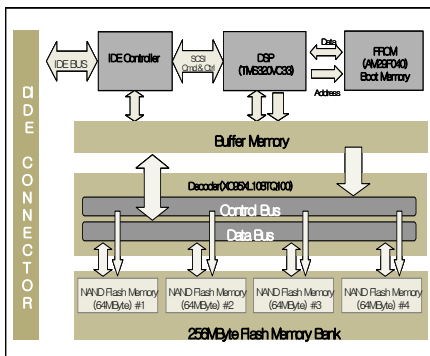 DIDE CONNECTOR
IDE BUS
IDE Controller
SCSI
Cmd & Ctrl
DSP
(TMS320VC33)
Data
Address
PROM
(AM29F040)
Boot Memory
Buffer Memory
Decoder(XC95XL108TQ100)
Control Bus
Data Bus
NAND Flash Memory
(64MByte) #1
NAND Flash Memory
(64MByte) #2
NAND Flash Memory
(64MByte) #3
NAND Flash Memory
(64MByte) #4
256MByte Flash Memory Bank